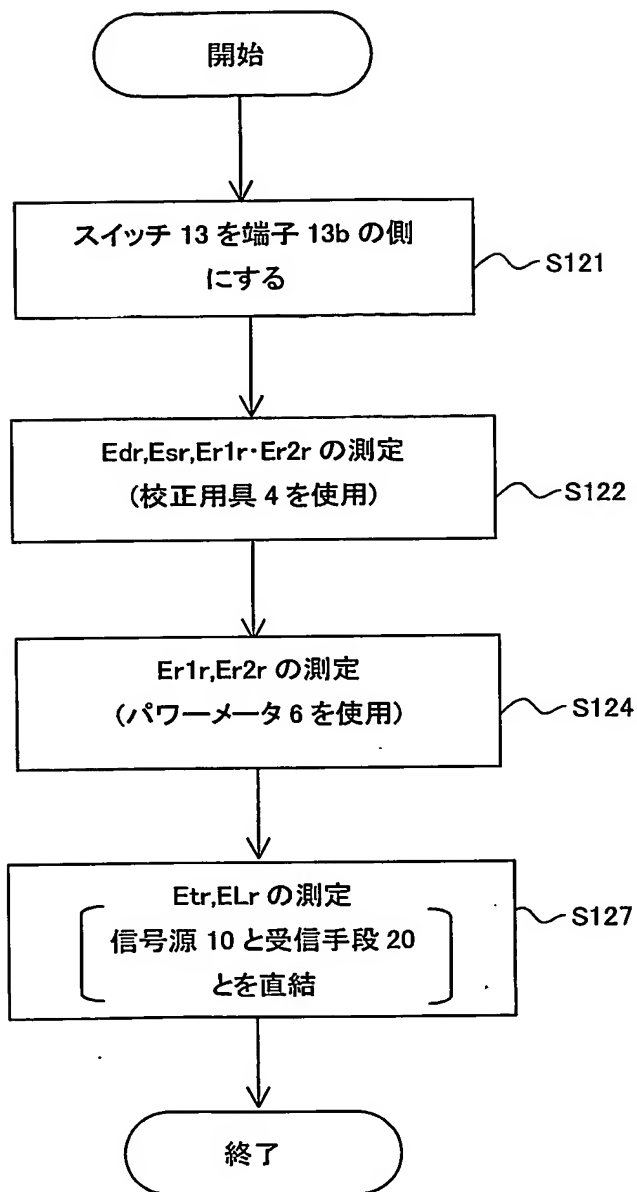 開始
スイッチ 13 を端子 13b の側
にする
S121
Edr,Esr,Er1r·Er2r の測定
(校正用具 4 を使用)
S122
Er1r,Er2r の測定
(パワーメータ 6 を使用)
S124
Etr,ELr の測定
信号源 10 と受信手段 20
とを直結
S127
終了